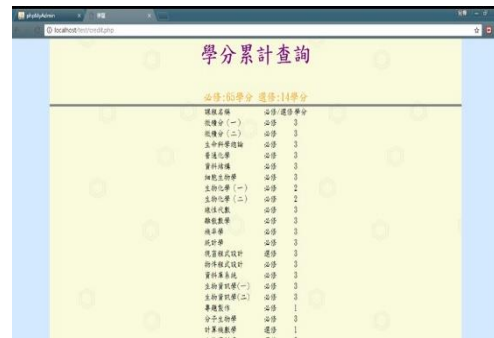 phpMyAdmin
localhost/test/credit.php
學分累計查詢
必修:65學分 選修:14學分
課程名稱 必修/選修 學分
微積分(一) 必修 3
微積分(二) 必修 3
生命科學概論 必修 3
普通化學 必修 3
資料結構 必修 3
細胞生物學 必修 3
生物化學(一) 必修 2
生物化學(二) 必修 2
線性代數 必修 3
離散數學 必修 3
機率學 必修 3
統計學 必修 3
視窗程式設計 選修 3
物件程式設計 必修 3
資料庫系統 必修 3
生物資訊學(一) 必修 3
生物資訊學(二) 必修 3
專題製作 必修 1
分子生物學 必修 3
計算機數學 選修 1